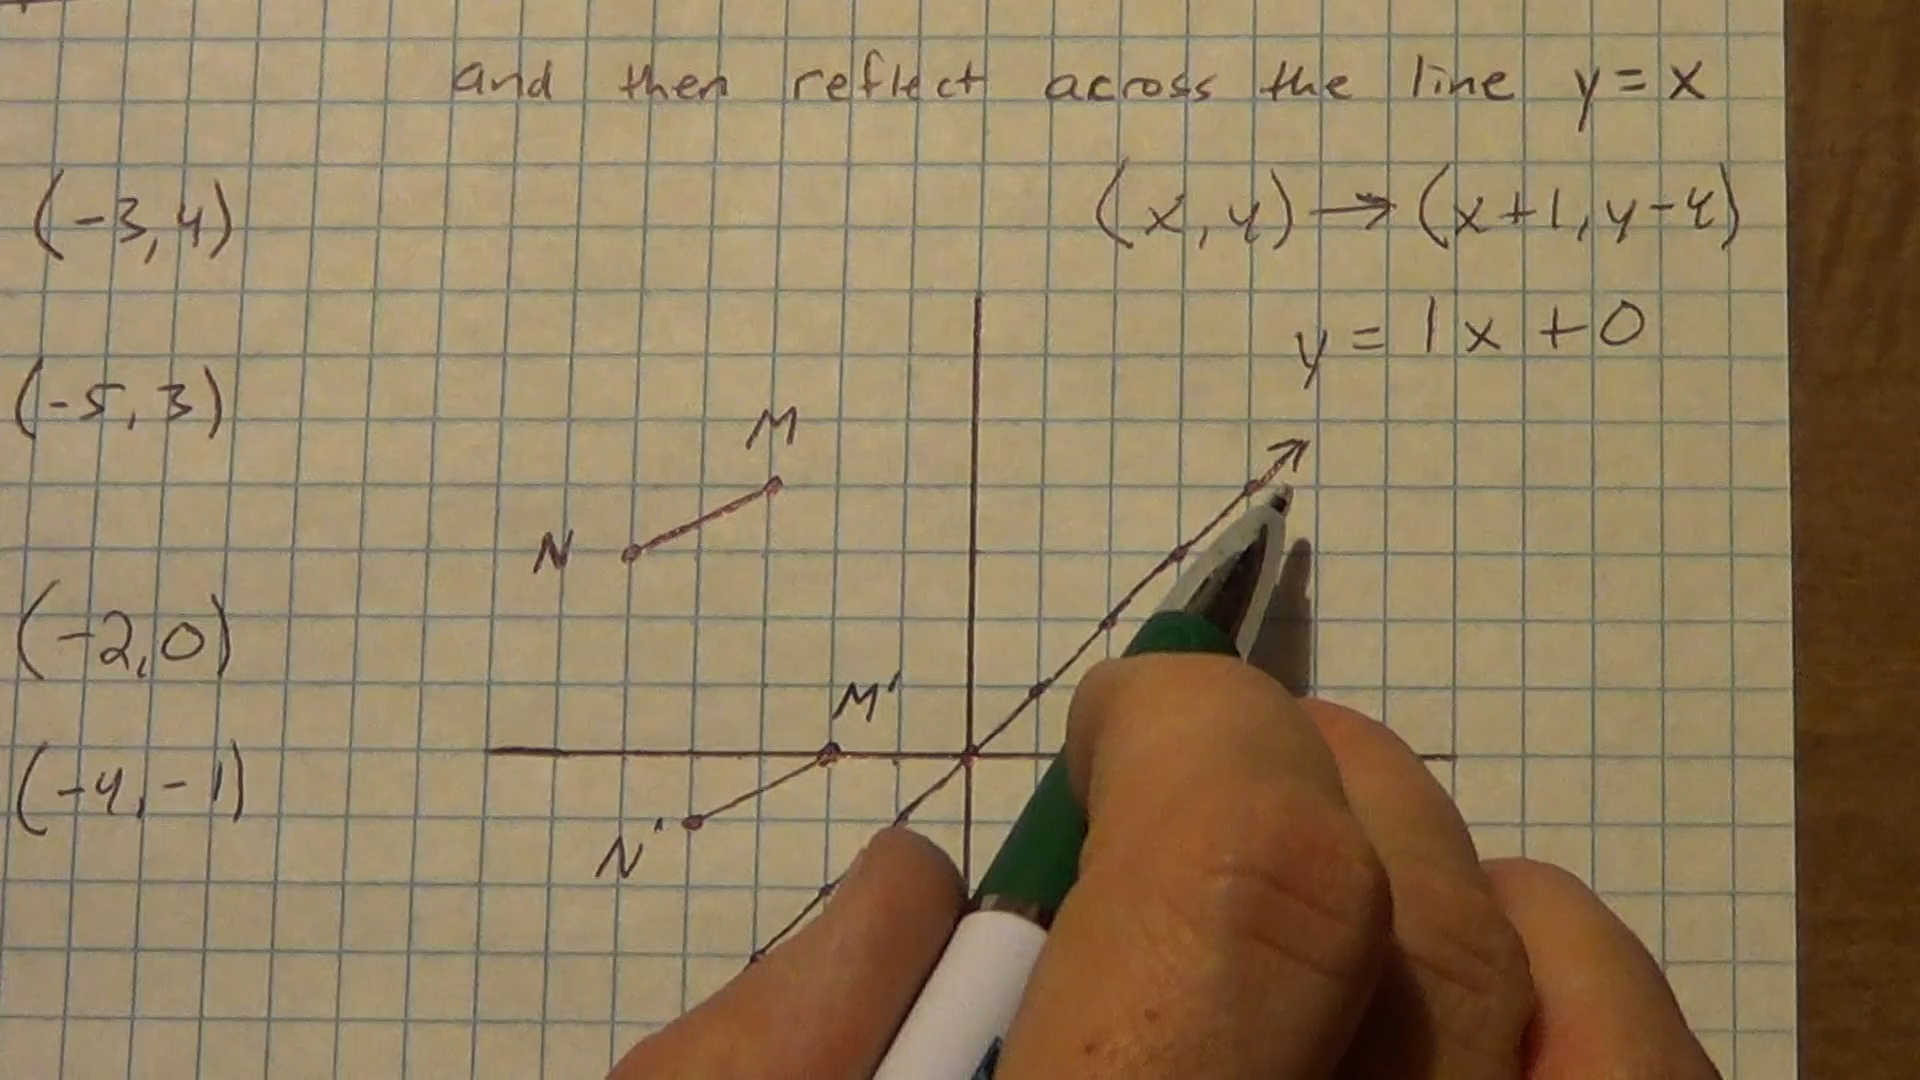 and then reflect across the line y = x
(-3,4)
(x,y) → (x+1,y-4)
y = 1x + 0
(-5,3)
M
N
(-2,0)
M'
(-4,-1)
N'